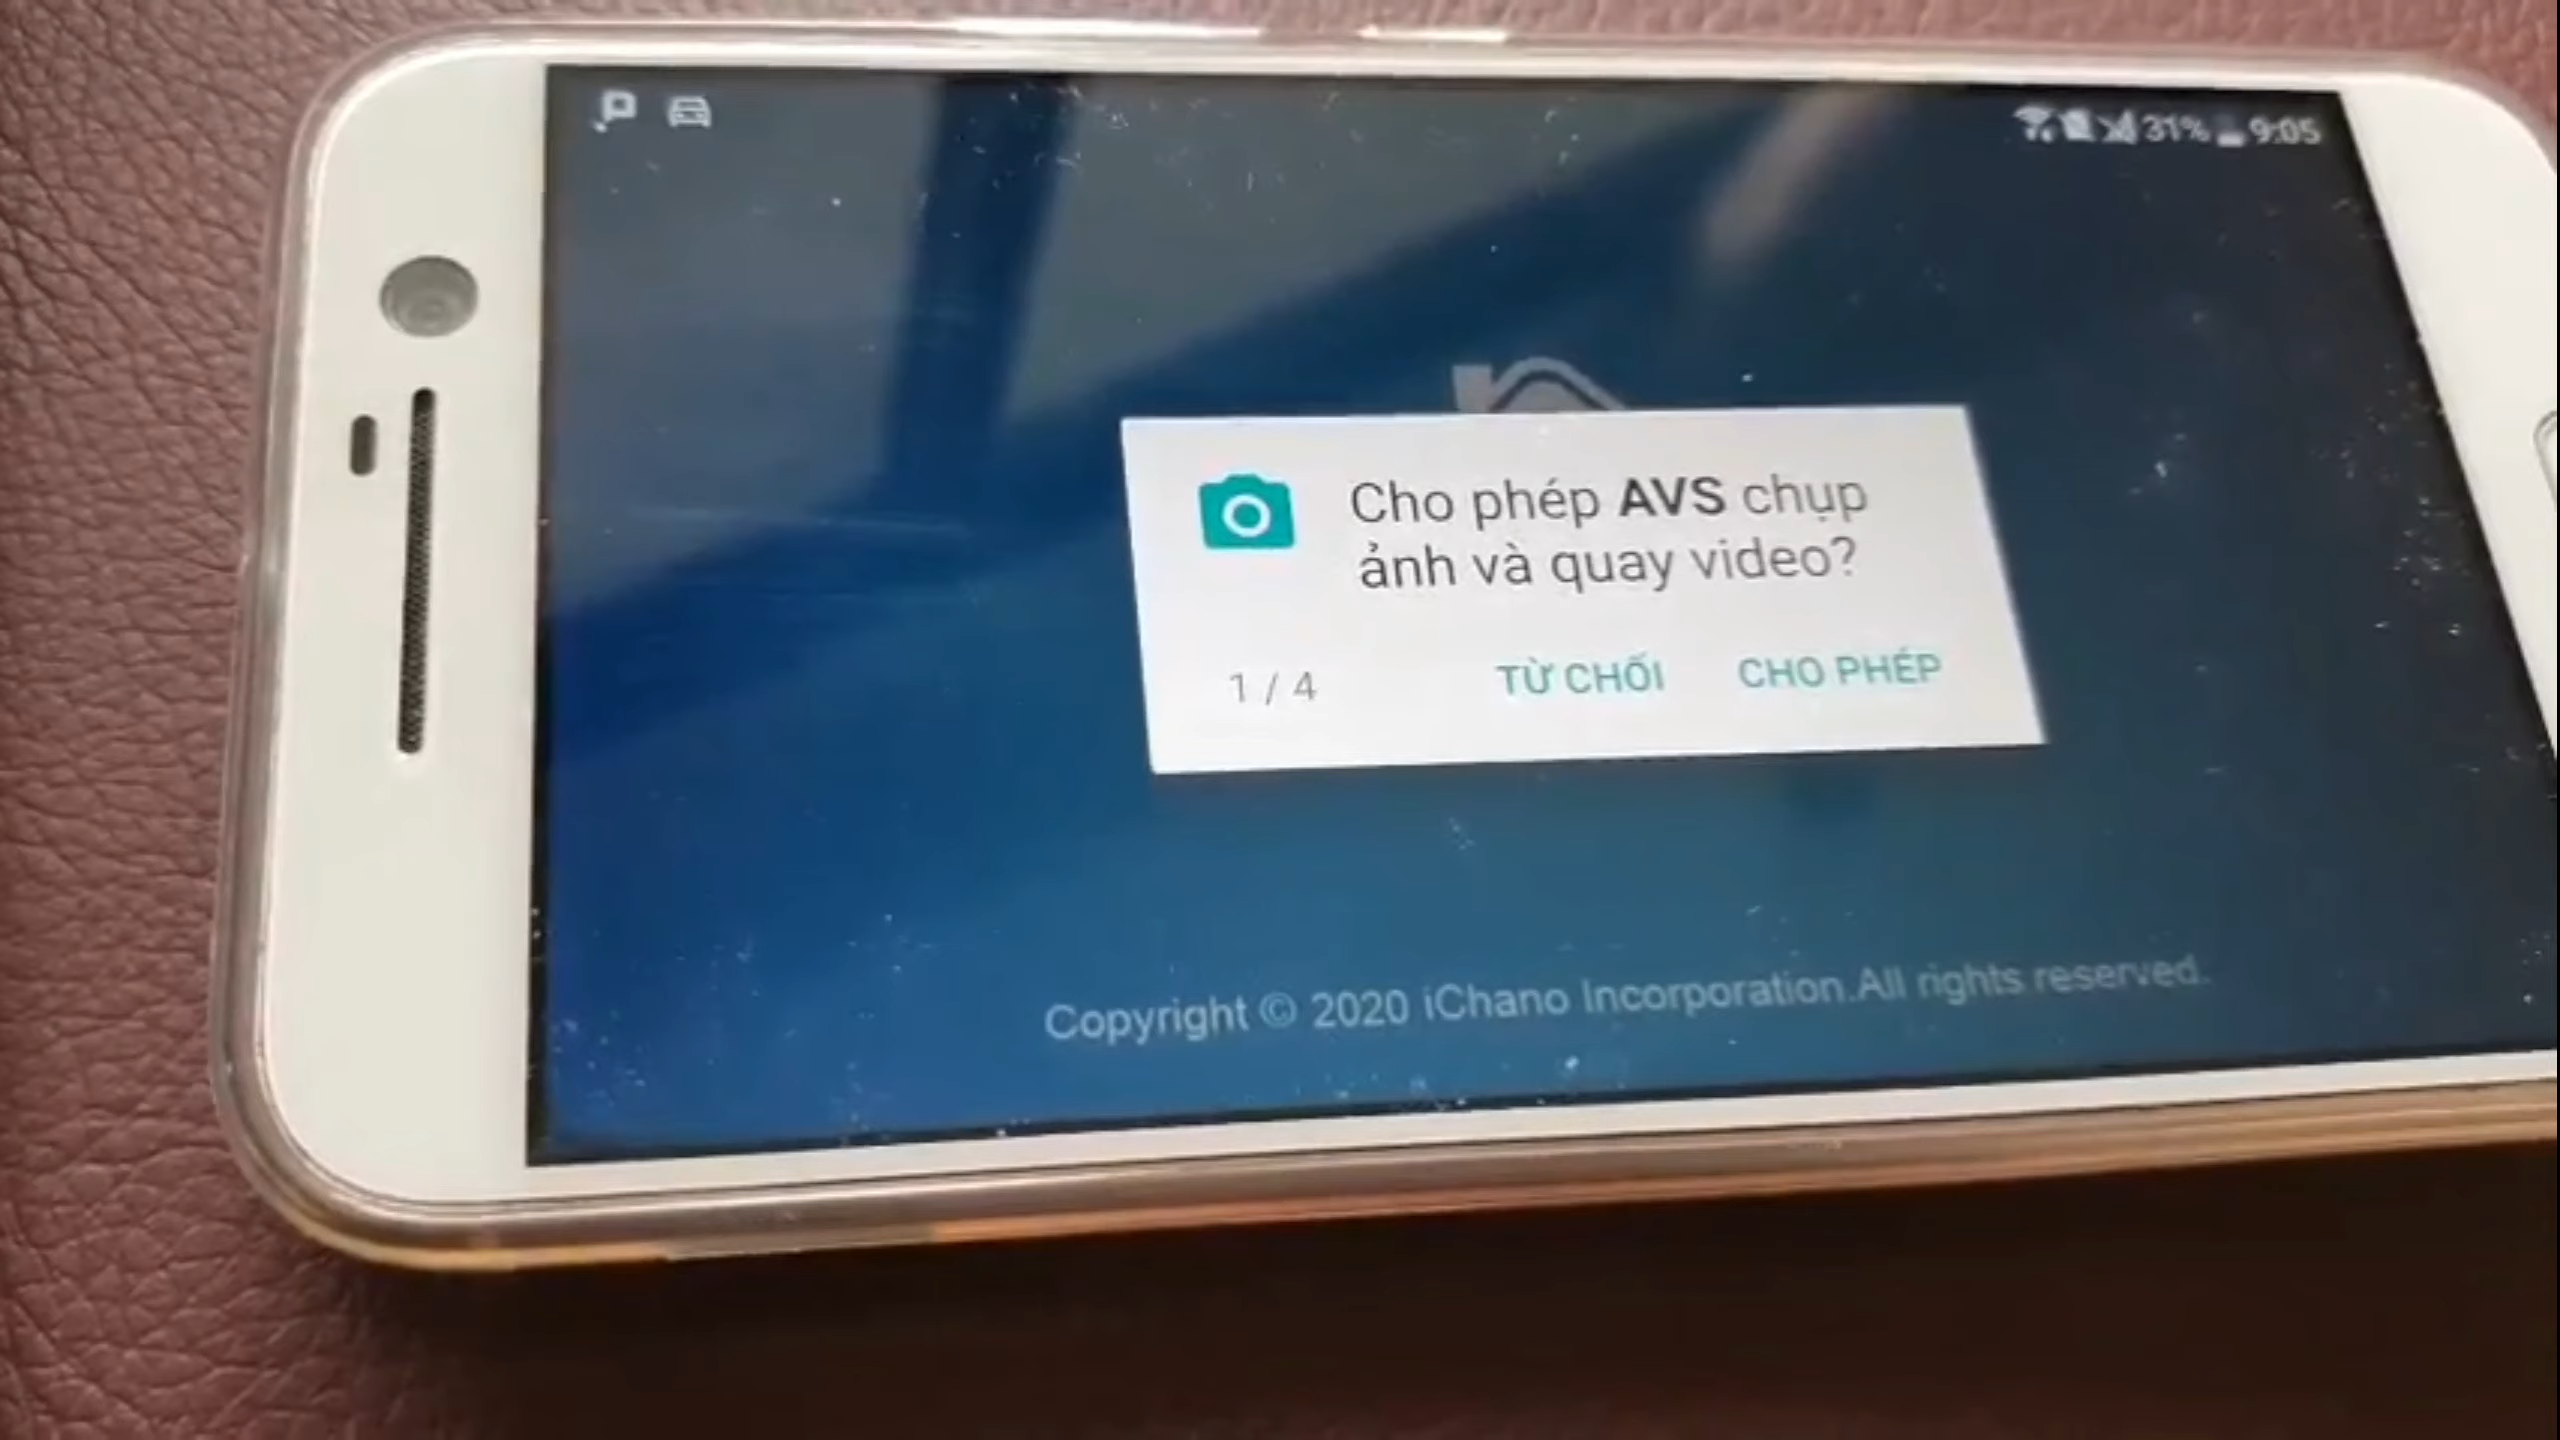 31% 9:05
Cho phép AVS chụp
ảnh và quay video?
1 / 4 TỪ CHỐI CHO PHÉP
Copyright © 2020 iChano Incorporation.All rights reserved.